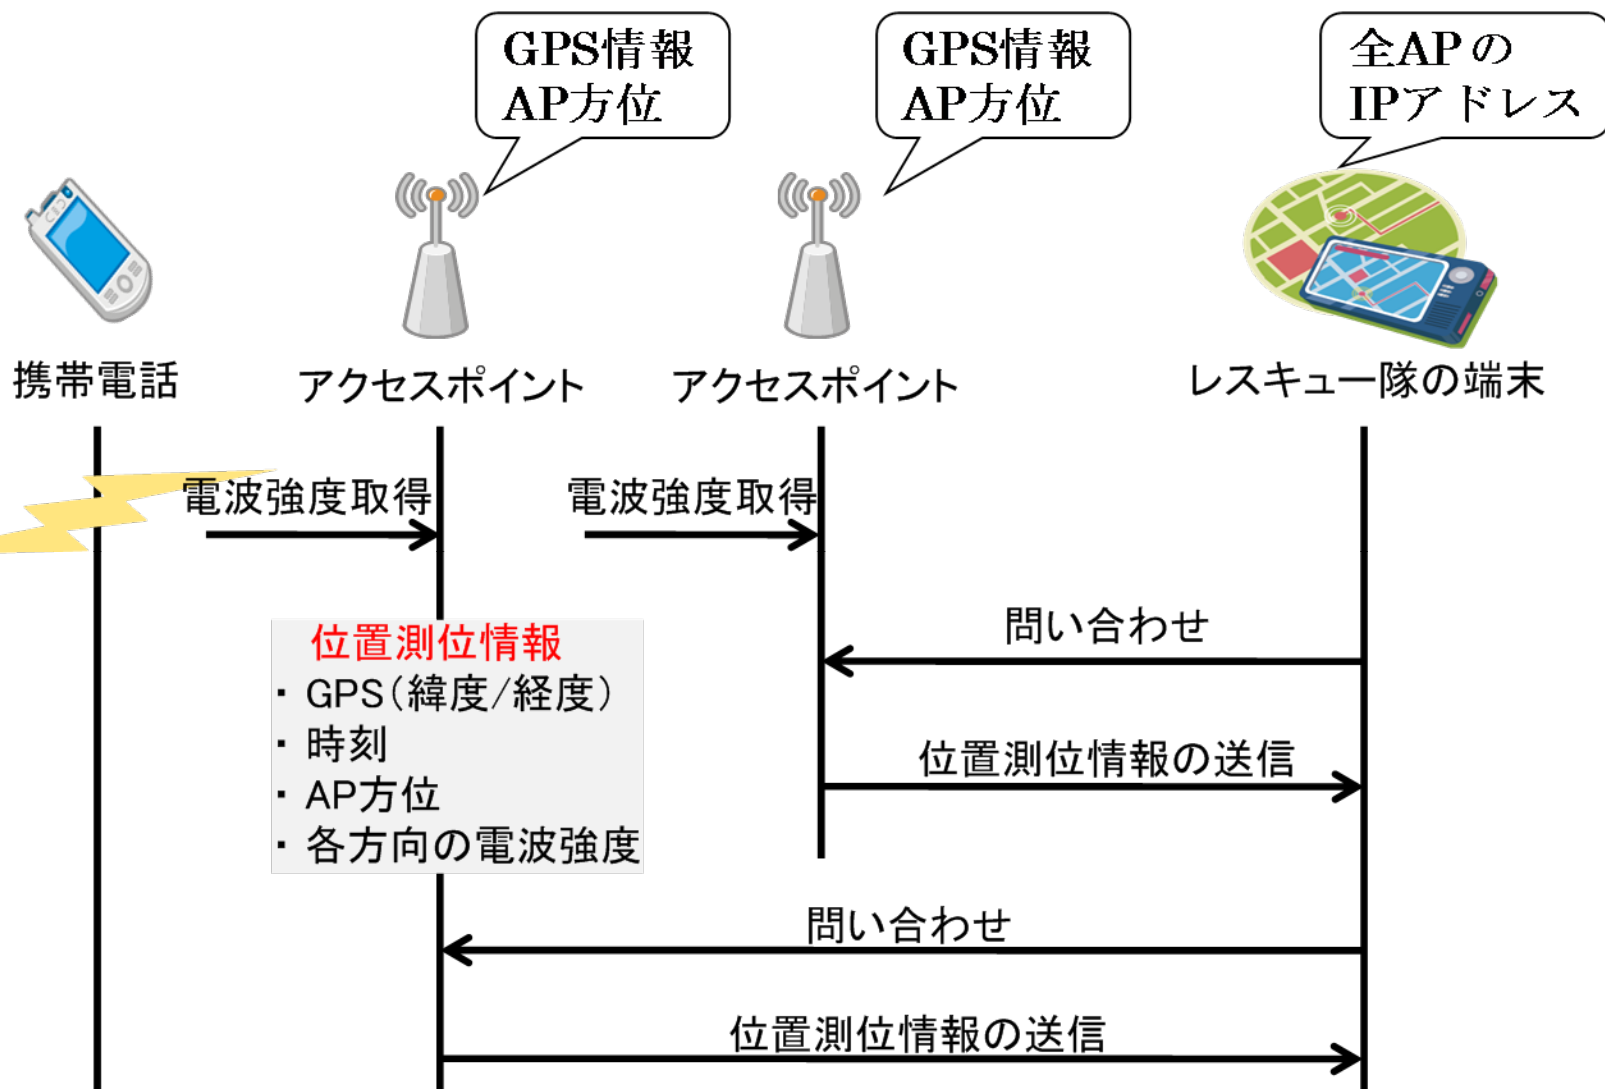 GPS情報
AP方位
GPS情報
AP方位
全APの
IPアドレス
携帯電話
アクセスポイント
アクセスポイント
レスキュー隊の端末
電波強度取得
電波強度取得
問い合わせ
位置測位情報
・ GPS(緯度/経度)
・ 時刻
・ AP方位
・ 各方向の電波強度
位置測位情報の送信
問い合わせ
位置測位情報の送信